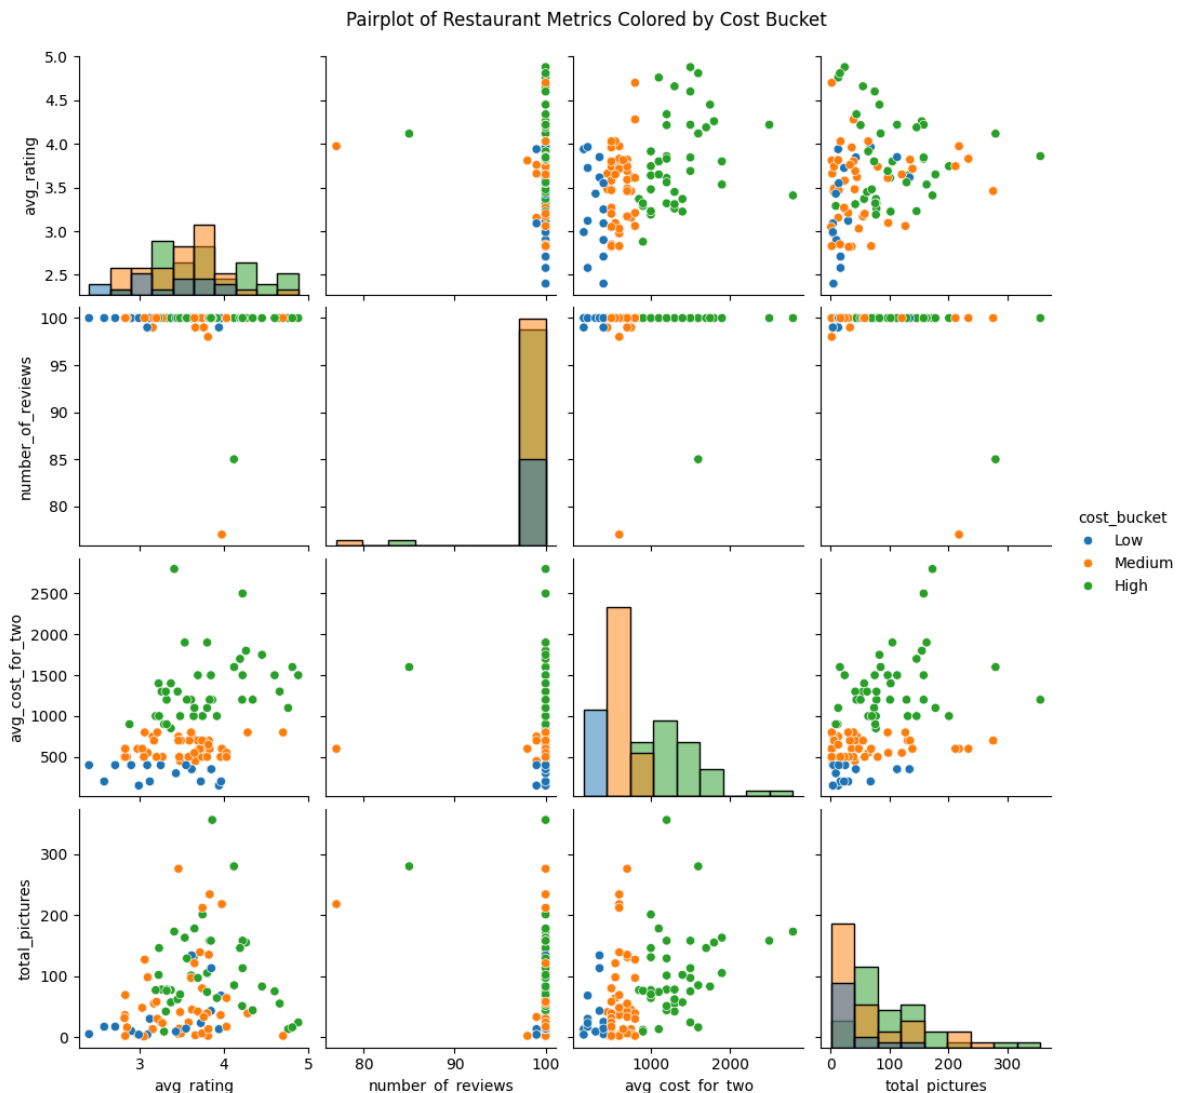 Pairplot of Restaurant Metrics Colored by Cost Bucket
5.0
4.5
4.0
3.5
3.0
2.5
avg_rating
100
95
90
85
80
number_of_reviews
cost_bucket
Low
Medium
High
2500
2000
1500
1000
500
avg_cost_for_two
300
200
100
0
total_pictures
3 4 5
avg_rating
80 90 100
number_of_reviews
1000 2000
avg_cost_for_two
0 100 200 300
total_pictures